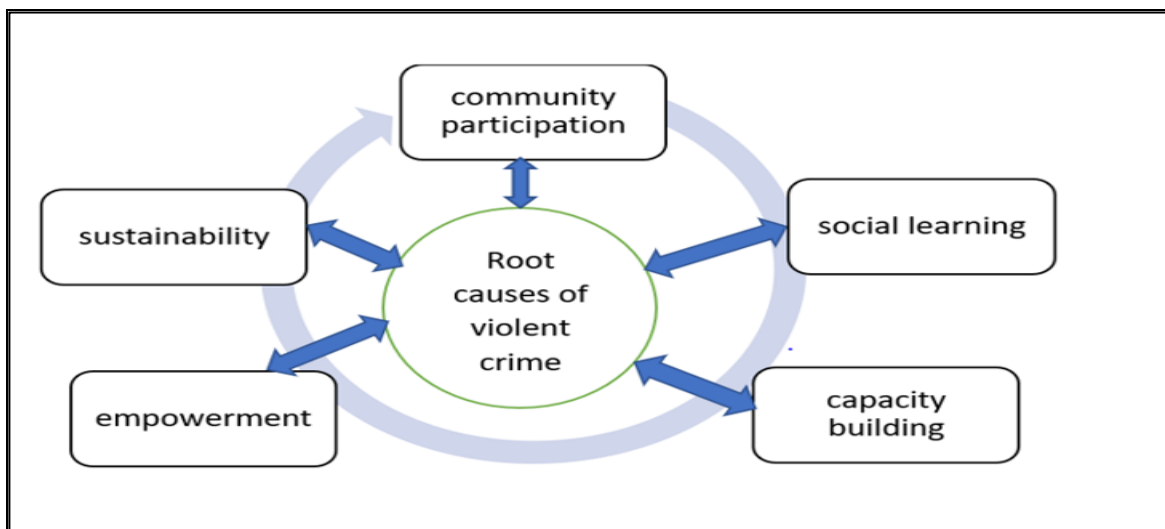 community
participation
social learning
sustainability
Root
causes of
violent
crime
empowerment
capacity
building